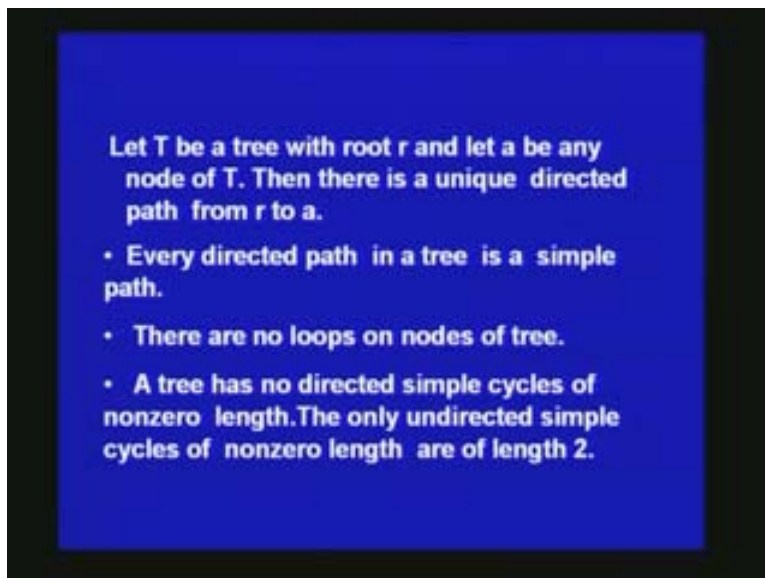 Let T be a tree with root r and let a be any
node of T. Then there is a unique directed
path from r to a.
• Every directed path in a tree is a simple
path.
• There are no loops on nodes of tree.
• A tree has no directed simple cycles of
nonzero length.The only undirected simple
cycles of nonzero length are of length 2.